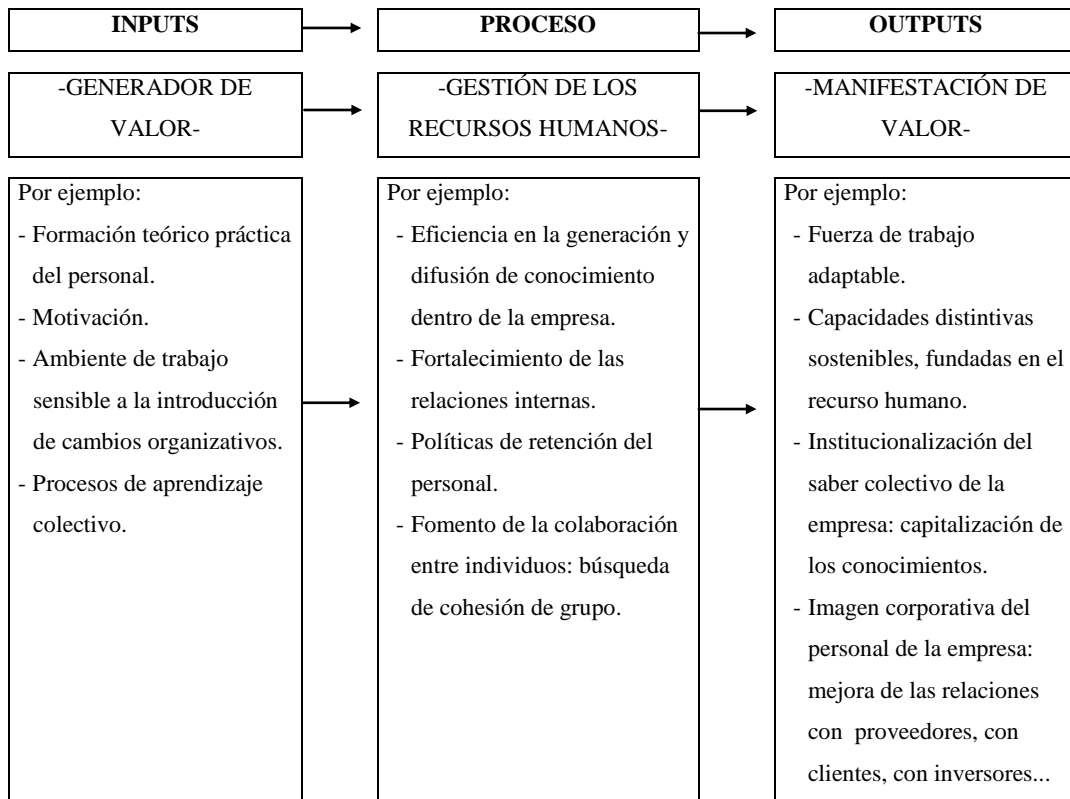 INPUTS
PROCESO
OUTPUTS
-GENERADOR DE
VALOR-
-GESTIÓN DE LOS
RECURSOS HUMANOS-
-MANIFESTACIÓN DE
VALOR-
Por ejemplo:
- Formación teórico práctica
del personal.
- Motivación.
- Ambiente de trabajo
sensible a la introducción
de cambios organizativos.
- Procesos de aprendizaje
colectivo.
Por ejemplo:
- Eficiencia en la generación y
difusión de conocimiento
dentro de la empresa.
- Fortalecimiento de las
relaciones internas.
- Políticas de retención del
personal.
- Fomento de la colaboración
entre individuos: búsqueda
de cohesión de grupo.
Por ejemplo:
- Fuerza de trabajo
adaptable.
- Capacidades distintivas
sostenibles, fundadas en el
recurso humano.
- Institucionalización del
saber colectivo de la
empresa: capitalización de
los conocimientos.
- Imagen corporativa del
personal de la empresa:
mejora de las relaciones
con proveedores, con
clientes, con inversores...